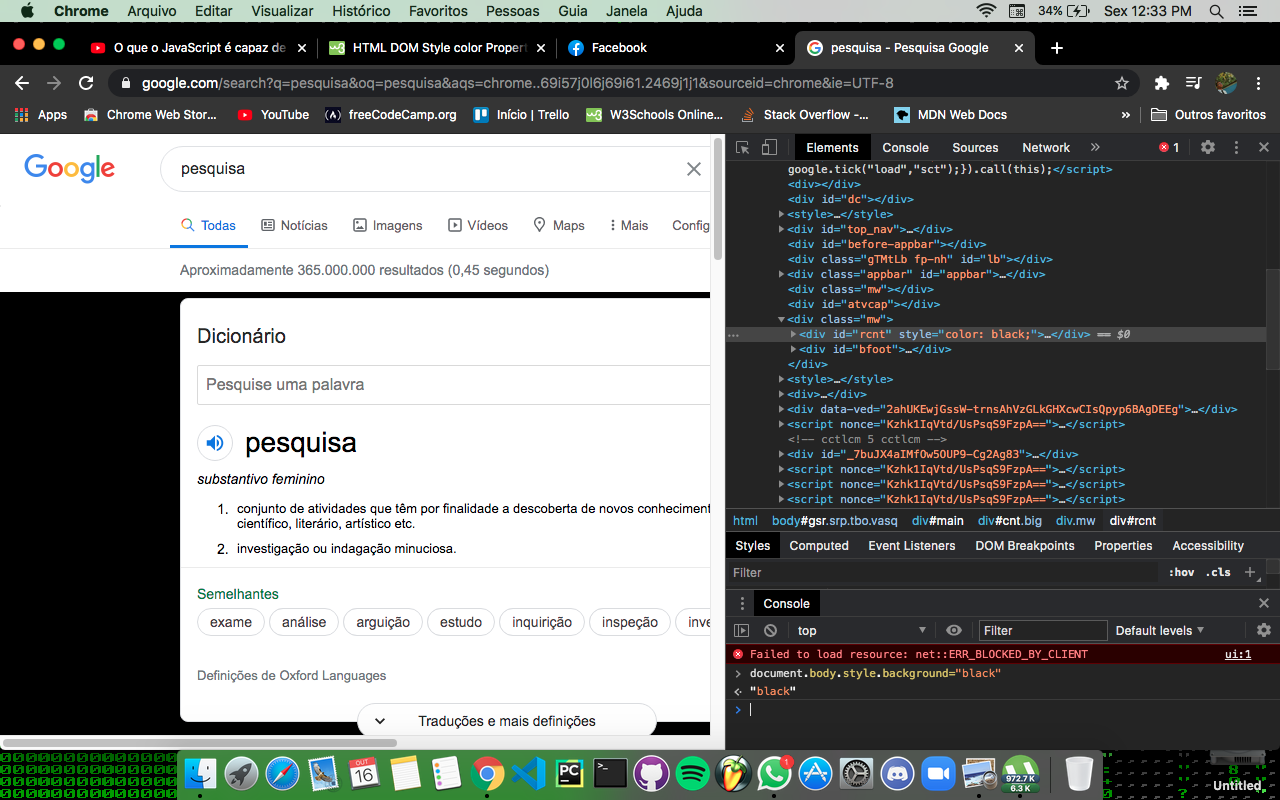 Chrome Arquivo Editar Visualizar Histórico Favoritos Pessoas Guia Janela Ajuda 34% Sex 12:33 PM
O que o JavaScript é capaz de HTML DOM Style color Propert Facebook pesquisa - Pesquisa Google
google.com/search?q=pesquisa&oq=pesquisa&aqs=chrome..69i57j0l6j69i61.2469j1j1&sourceid=chrome&ie=UTF-8
Apps Chrome Web Stor... YouTube freeCodeCamp.org Início | Trello W3Schools Online... Stack Overflow -... MDN Web Docs » Outros favoritos
Google pesquisa
Todas Notícias Imagens Vídeos Maps Mais Config
Aproximadamente 365.000.000 resultados (0,45 segundos)
Dicionário
Pesquise uma palavra
pesquisa
substantivo feminino
1. conjunto de atividades que têm por finalidade a descoberta de novos conheciment
científico, literário, artístico etc.
2. investigação ou indagação minuciosa.
Semelhantes
exame análise arguição estudo inquirição inspeção inve
Definições de Oxford Languages
Traduções e mais definições
Elements Console Sources Network » 1
google.tick("load","sct");}).call(this);</script>
<div></div>
<div id="dc"></div>
<style>…</style>
<div id="top_nav">…</div>
<div id="before-appbar"></div>
<div class="gTMtLb fp-nh" id="lb"></div>
<div class="appbar" id="appbar">…</div>
<div class="mw"></div>
<div id="atvcap"></div>
<div class="mw">
<div id="rcnt" style="color: black;">…</div> == $0
<div id="bfoot">…</div>
</div>
<style>…</style>
<div>…</div>
<div data-ved="2ahUKEwjGssW-trnsAhVzGLkGHXcwCIsQpyp6BAgDEEg">…</div>
<script nonce="Kzhk1IqVtd/UsPsqS9FzpA==">…</script>
<!-- cctlcm 5 cctlcm -->
<div id="_7buJX4aIMfOw5OUP9-Cg2Ag83">…</div>
<script nonce="Kzhk1IqVtd/UsPsqS9FzpA==">…</script>
<script nonce="Kzhk1IqVtd/UsPsqS9FzpA==">…</script>
<script nonce="Kzhk1IqVtd/UsPsqS9FzpA==">…</script>
html body#gsr.srp.tbo.vasq div#main div#cnt.big div.mw div#rcnt
Styles Computed Event Listeners DOM Breakpoints Properties Accessibility
Filter :hov .cls +
Console
top Filter Default levels
Failed to load resource: net::ERR_BLOCKED_BY_CLIENT ui:1
> document.body.style.background="black"
"black"
>
OUT
16
PC
1
972.7 K
6.3 K
Untitled